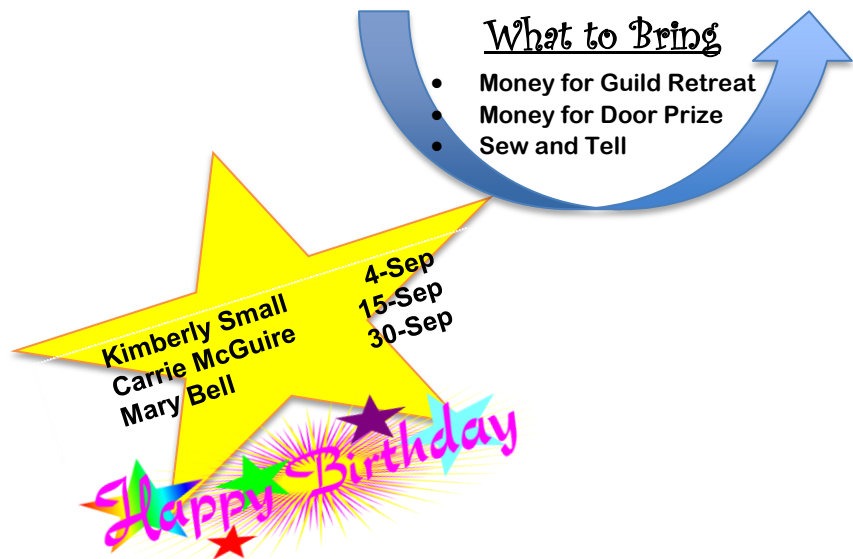 What to Bring
• Money for Guild Retreat
• Money for Door Prize
• Sew and Tell
Kimberly Small 4-Sep
Carrie McGuire 15-Sep
Mary Bell 30-Sep
Happy Birthday